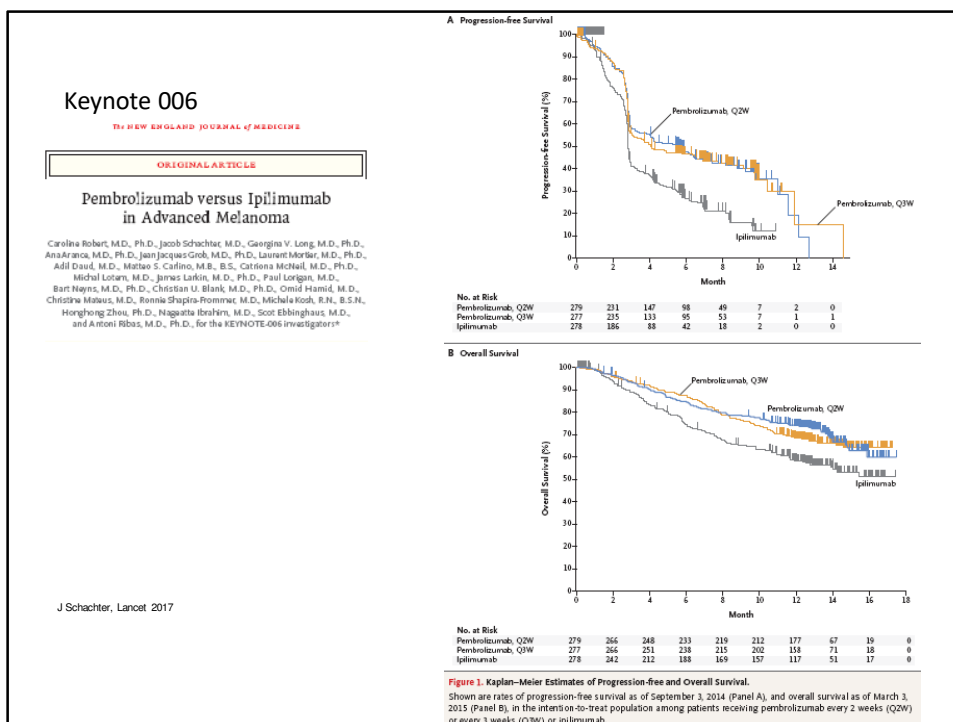 Keynote 006
The NEW ENGLAND JOURNAL of MEDICINE
ORIGINAL ARTICLE
Pembrolizumab versus Ipilimumab
in Advanced Melanoma
Caroline Robert, M.D., Ph.D., Jacob Schachter, M.D., Georgina V. Long, M.D., Ph.D.,
Ana Arance, M.D., Ph.D., Jean Jacques Grob, M.D., Ph.D., Laurent Mortier, M.D., Ph.D.,
Adil Daud, M.D., Matteo S. Carlino, M.B., B.S., Catriona McNeil, M.D., Ph.D.,
Michal Lotem, M.D., James Larkin, M.D., Ph.D., Paul Lorigan, M.D.,
Bart Neyns, M.D., Ph.D., Christian U. Blank, M.D., Ph.D., Omid Hamid, M.D.,
Christine Mateus, M.D., Ronnie Shapira-Frommer, M.D., Michele Kosh, R.N., B.S.N.,
Honghong Zhou, Ph.D., Nageatte Ibrahim, M.D., Scot Ebbinghaus, M.D.,
and Antoni Ribas, M.D., Ph.D., for the KEYNOTE-006 investigators*
J Schachter, Lancet 2017
A Progression-free Survival
100
90
80
70
60
50
40
30
20
10
0
Progression-free Survival (%)
Pembrolizumab, Q2W
Pembrolizumab, Q3W
Ipilimumab
0 2 4 6 8 10 12 14
Month
No. at Risk
Pembrolizumab, Q2W 279 231 147 98 49 7 2 0
Pembrolizumab, Q3W 277 235 133 95 53 7 1 1
Ipilimumab 278 186 88 42 18 2 0 0
B Overall Survival
100
90
80
70
60
50
40
30
20
10
0
Overall Survival (%)
Pembrolizumab, Q3W
Pembrolizumab, Q2W
Ipilimumab
0 2 4 6 8 10 12 14 16 18
Month
No. at Risk
Pembrolizumab, Q2W 279 266 248 233 219 212 177 67 19 0
Pembrolizumab, Q3W 277 266 251 238 215 202 158 71 18 0
Ipilimumab 278 242 212 188 169 157 117 51 17 0
Figure 1. Kaplan–Meier Estimates of Progression-free and Overall Survival.
Shown are rates of progression-free survival as of September 3, 2014 (Panel A), and overall survival as of March 3,
2015 (Panel B), in the intention-to-treat population among patients receiving pembrolizumab every 2 weeks (Q2W)
or every 3 weeks (Q3W) or ipilimumab.